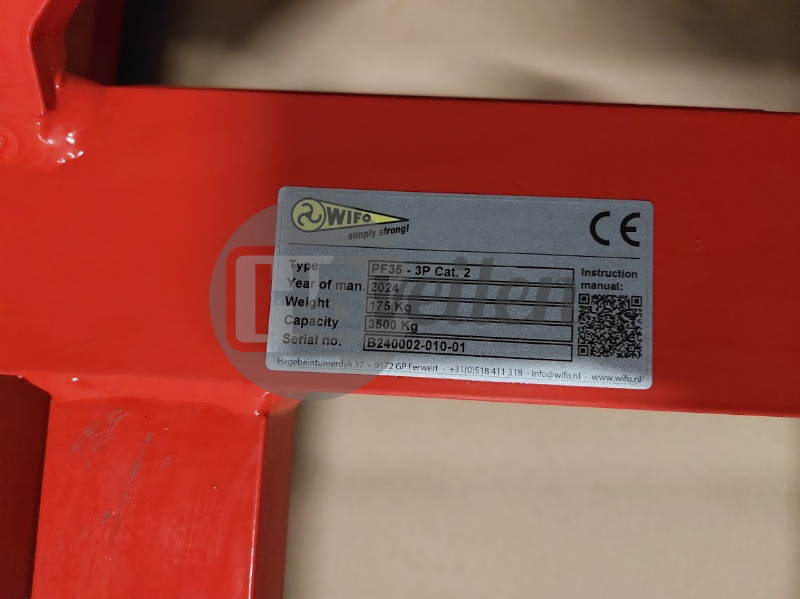 WIFO
simply strong!
CE
Type PF35 - 3P Cat. 2
Year of man. 2024
Weight 175 Kg
Capacity 3500 Kg
Serial no. B240002-010-01
Instruction
manual:
Hegebeintumerdyk 37 - 9172 GP Ferwert - +31(0)518 411 318 - info@wifo.nl - www.wifo.nl